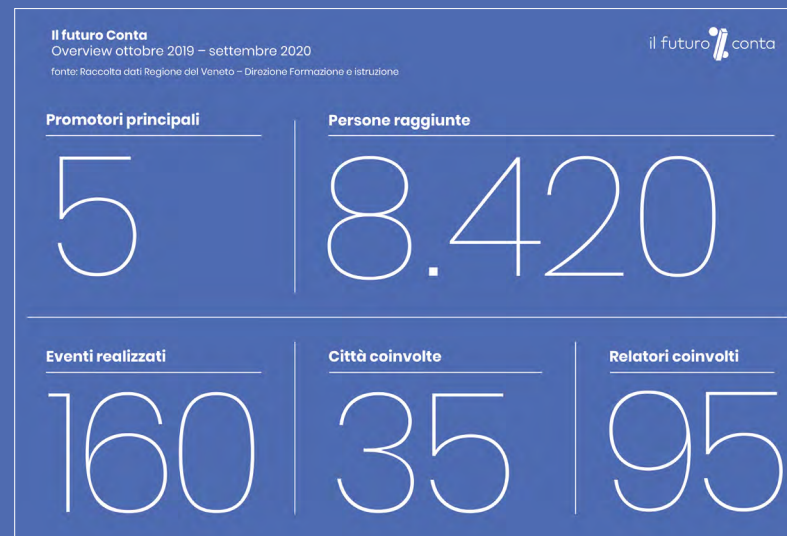 Il futuro Conta
Overview ottobre 2019 – settembre 2020
fonte: Raccolta dati Regione del Veneto – Direzione Formazione e istruzione
il futuro conta
Promotori principali
5
Persone raggiunte
8.420
Eventi realizzati
160
Città coinvolte
35
Relatori coinvolti
95